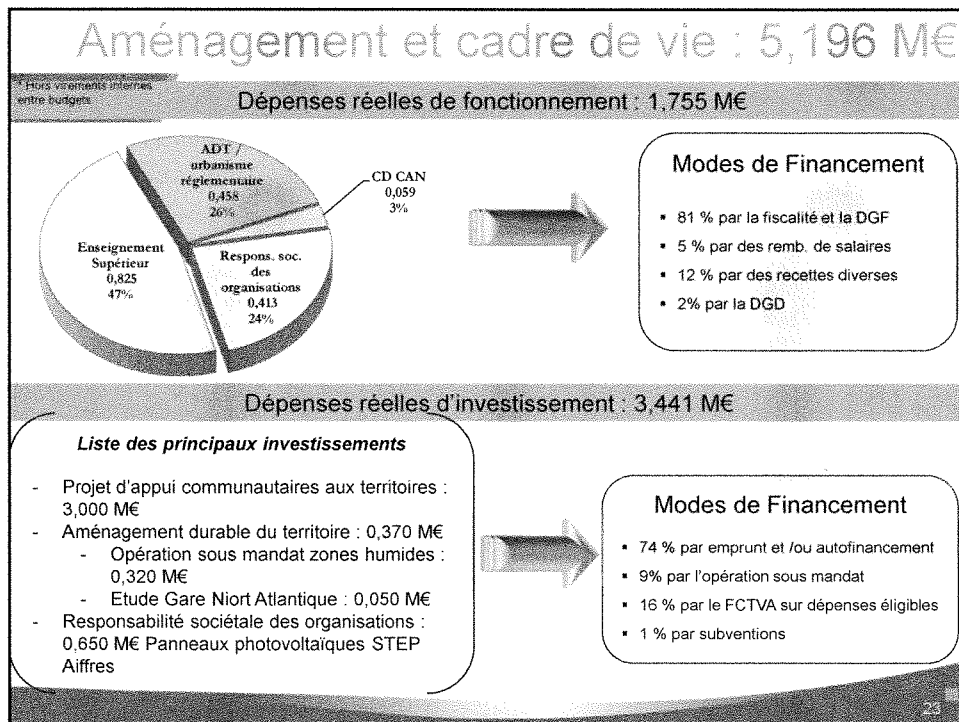 Aménagement et cadre de vie : 5,196 M€
* Hors virements internes
entre budgets
Dépenses réelles de fonctionnement : 1,755 M€
ADT /
urbanisme
réglementaire
0,458
26%
CD CAN
0,059
3%
Enseignement
Supérieur
0,825
47%
Respons. soc.
des
organisations
0,413
24%
Modes de Financement
▪ 81 % par la fiscalité et la DGF
▪ 5 % par des remb. de salaires
▪ 12 % par des recettes diverses
▪ 2% par la DGD
Dépenses réelles d'investissement : 3,441 M€
Liste des principaux investissements
- Projet d'appui communautaires aux territoires :
3,000 M€
- Aménagement durable du territoire : 0,370 M€
- Opération sous mandat zones humides :
0,320 M€
- Etude Gare Niort Atlantique : 0,050 M€
- Responsabilité sociétale des organisations :
0,650 M€ Panneaux photovoltaïques STEP
Aiffres
Modes de Financement
▪ 74 % par emprunt et /ou autofinancement
▪ 9% par l'opération sous mandat
▪ 16 % par le FCTVA sur dépenses éligibles
▪ 1 % par subventions
23